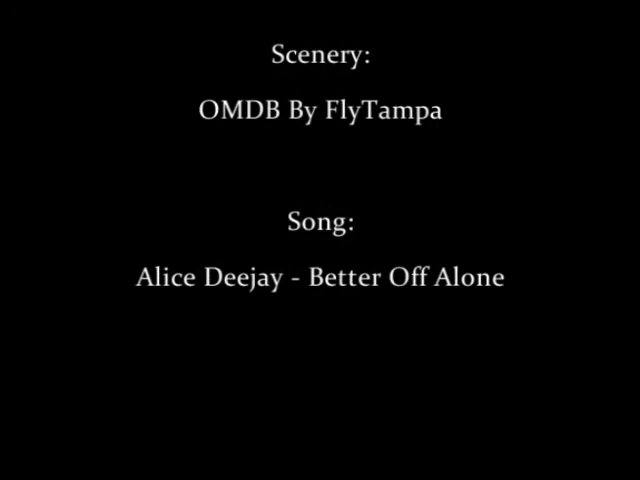 Scenery:
OMDB By FlyTampa
Song:
Alice Deejay - Better Off Alone